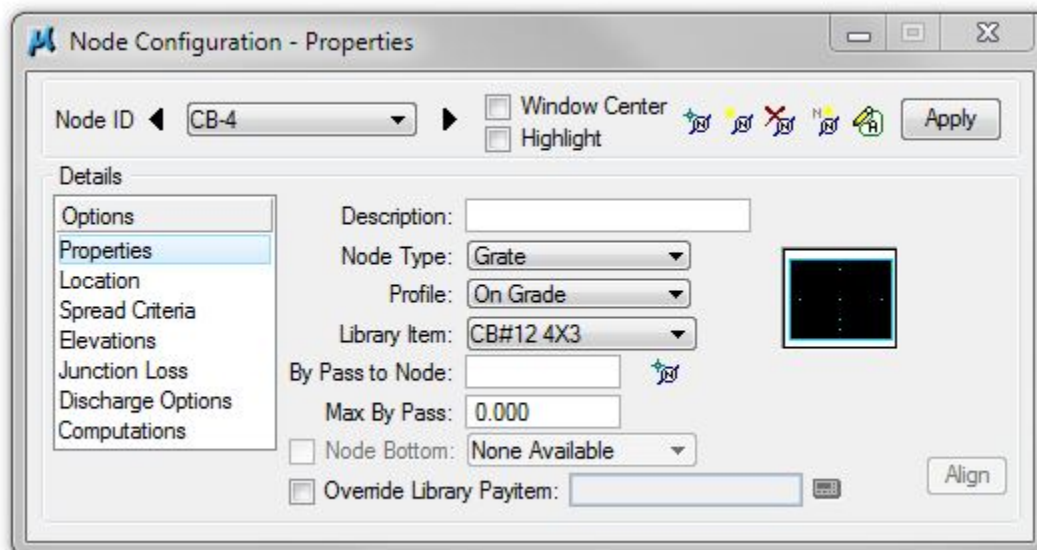 Node Configuration - Properties
Node ID CB-4 Window Center Apply
Highlight
Details
Options
Properties
Location
Spread Criteria
Elevations
Junction Loss
Discharge Options
Computations
Description:
Node Type: Grate
Profile: On Grade
Library Item: CB#12 4X3
By Pass to Node:
Max By Pass: 0.000
Node Bottom: None Available
Override Library Payitem:
Align